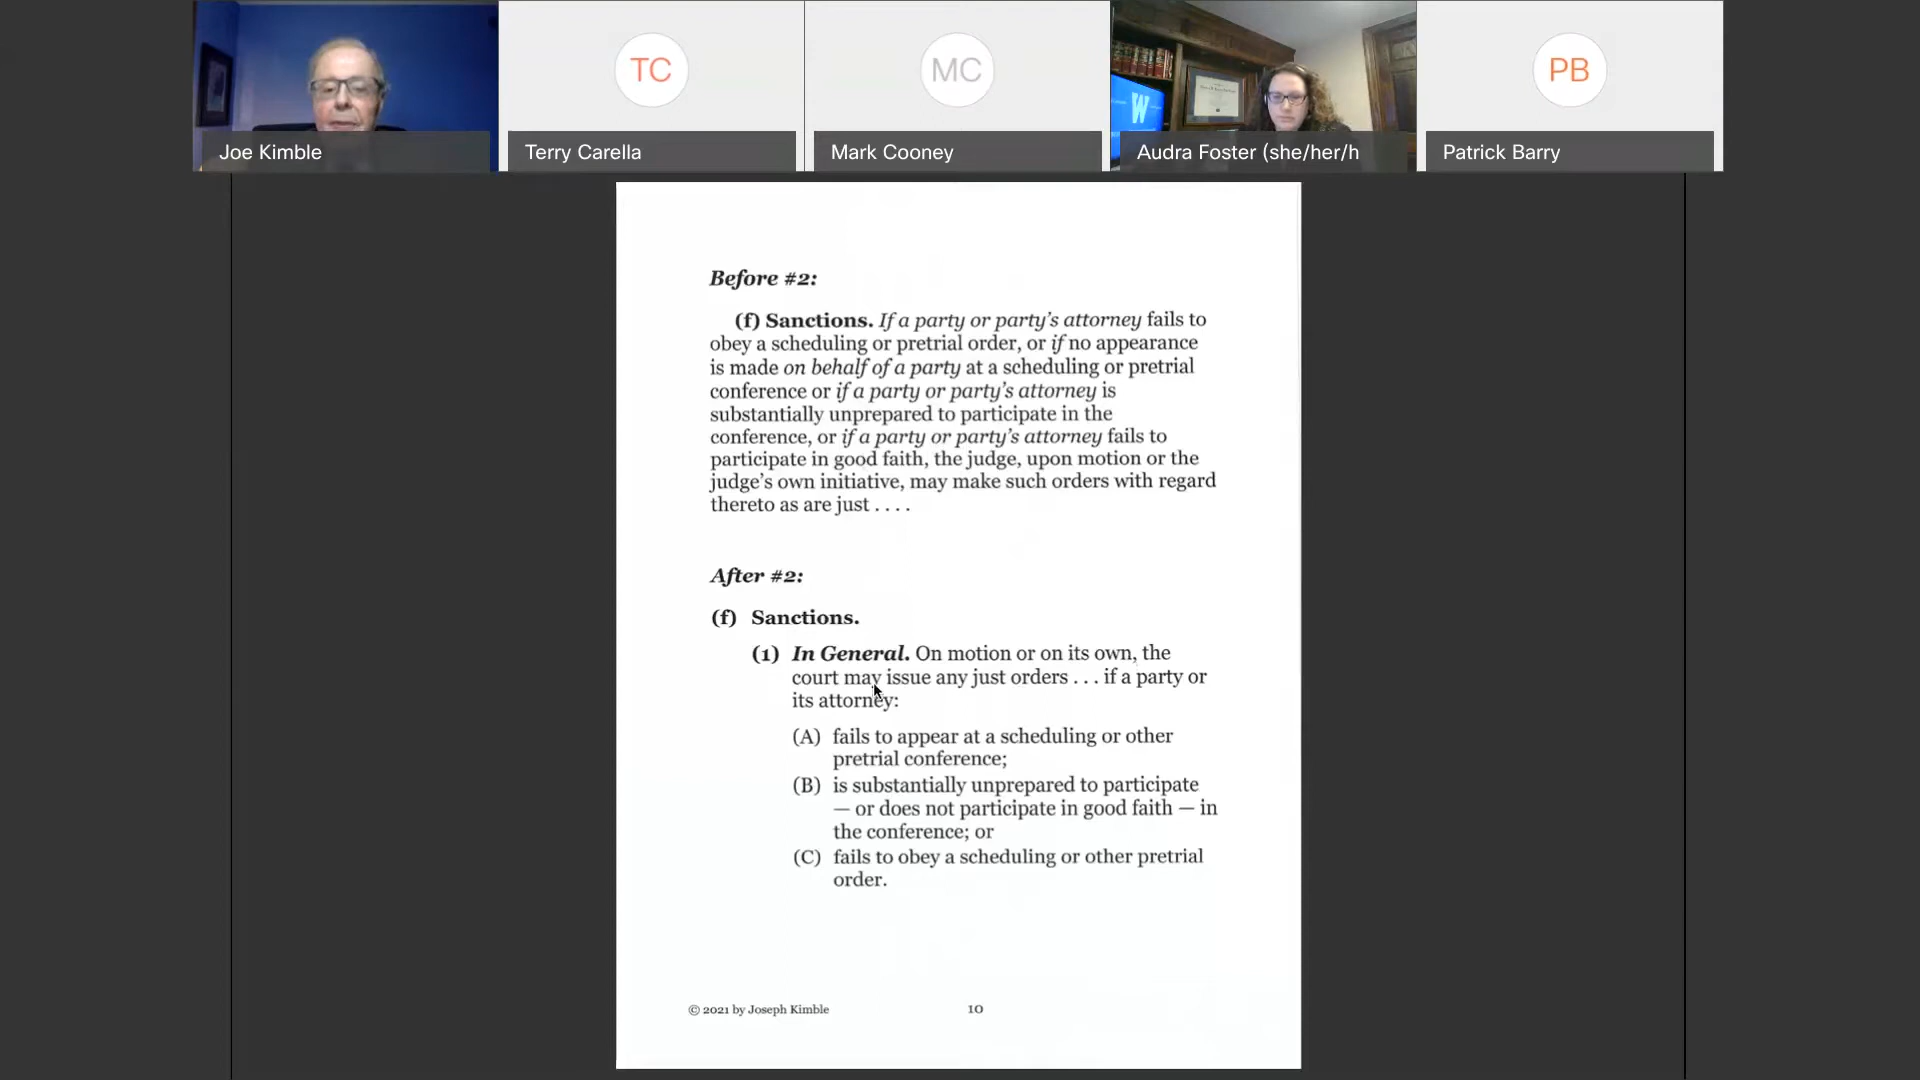 TC
MC
W
PB
Joe Kimble
Terry Carella
Mark Cooney
Audra Foster (she/her/h
Patrick Barry
Before #2:
(f) Sanctions. If a party or party’s attorney fails to
obey a scheduling or pretrial order, or if no appearance
is made on behalf of a party at a scheduling or pretrial
conference or if a party or party’s attorney is
substantially unprepared to participate in the
conference, or if a party or party’s attorney fails to
participate in good faith, the judge, upon motion or the
judge’s own initiative, may make such orders with regard
thereto as are just . . . .
After #2:
(f) Sanctions.
(1) In General. On motion or on its own, the
court may issue any just orders . . . if a party or
its attorney:
(A) fails to appear at a scheduling or other
pretrial conference;
(B) is substantially unprepared to participate
— or does not participate in good faith — in
the conference; or
(C) fails to obey a scheduling or other pretrial
order.
© 2021 by Joseph Kimble 10